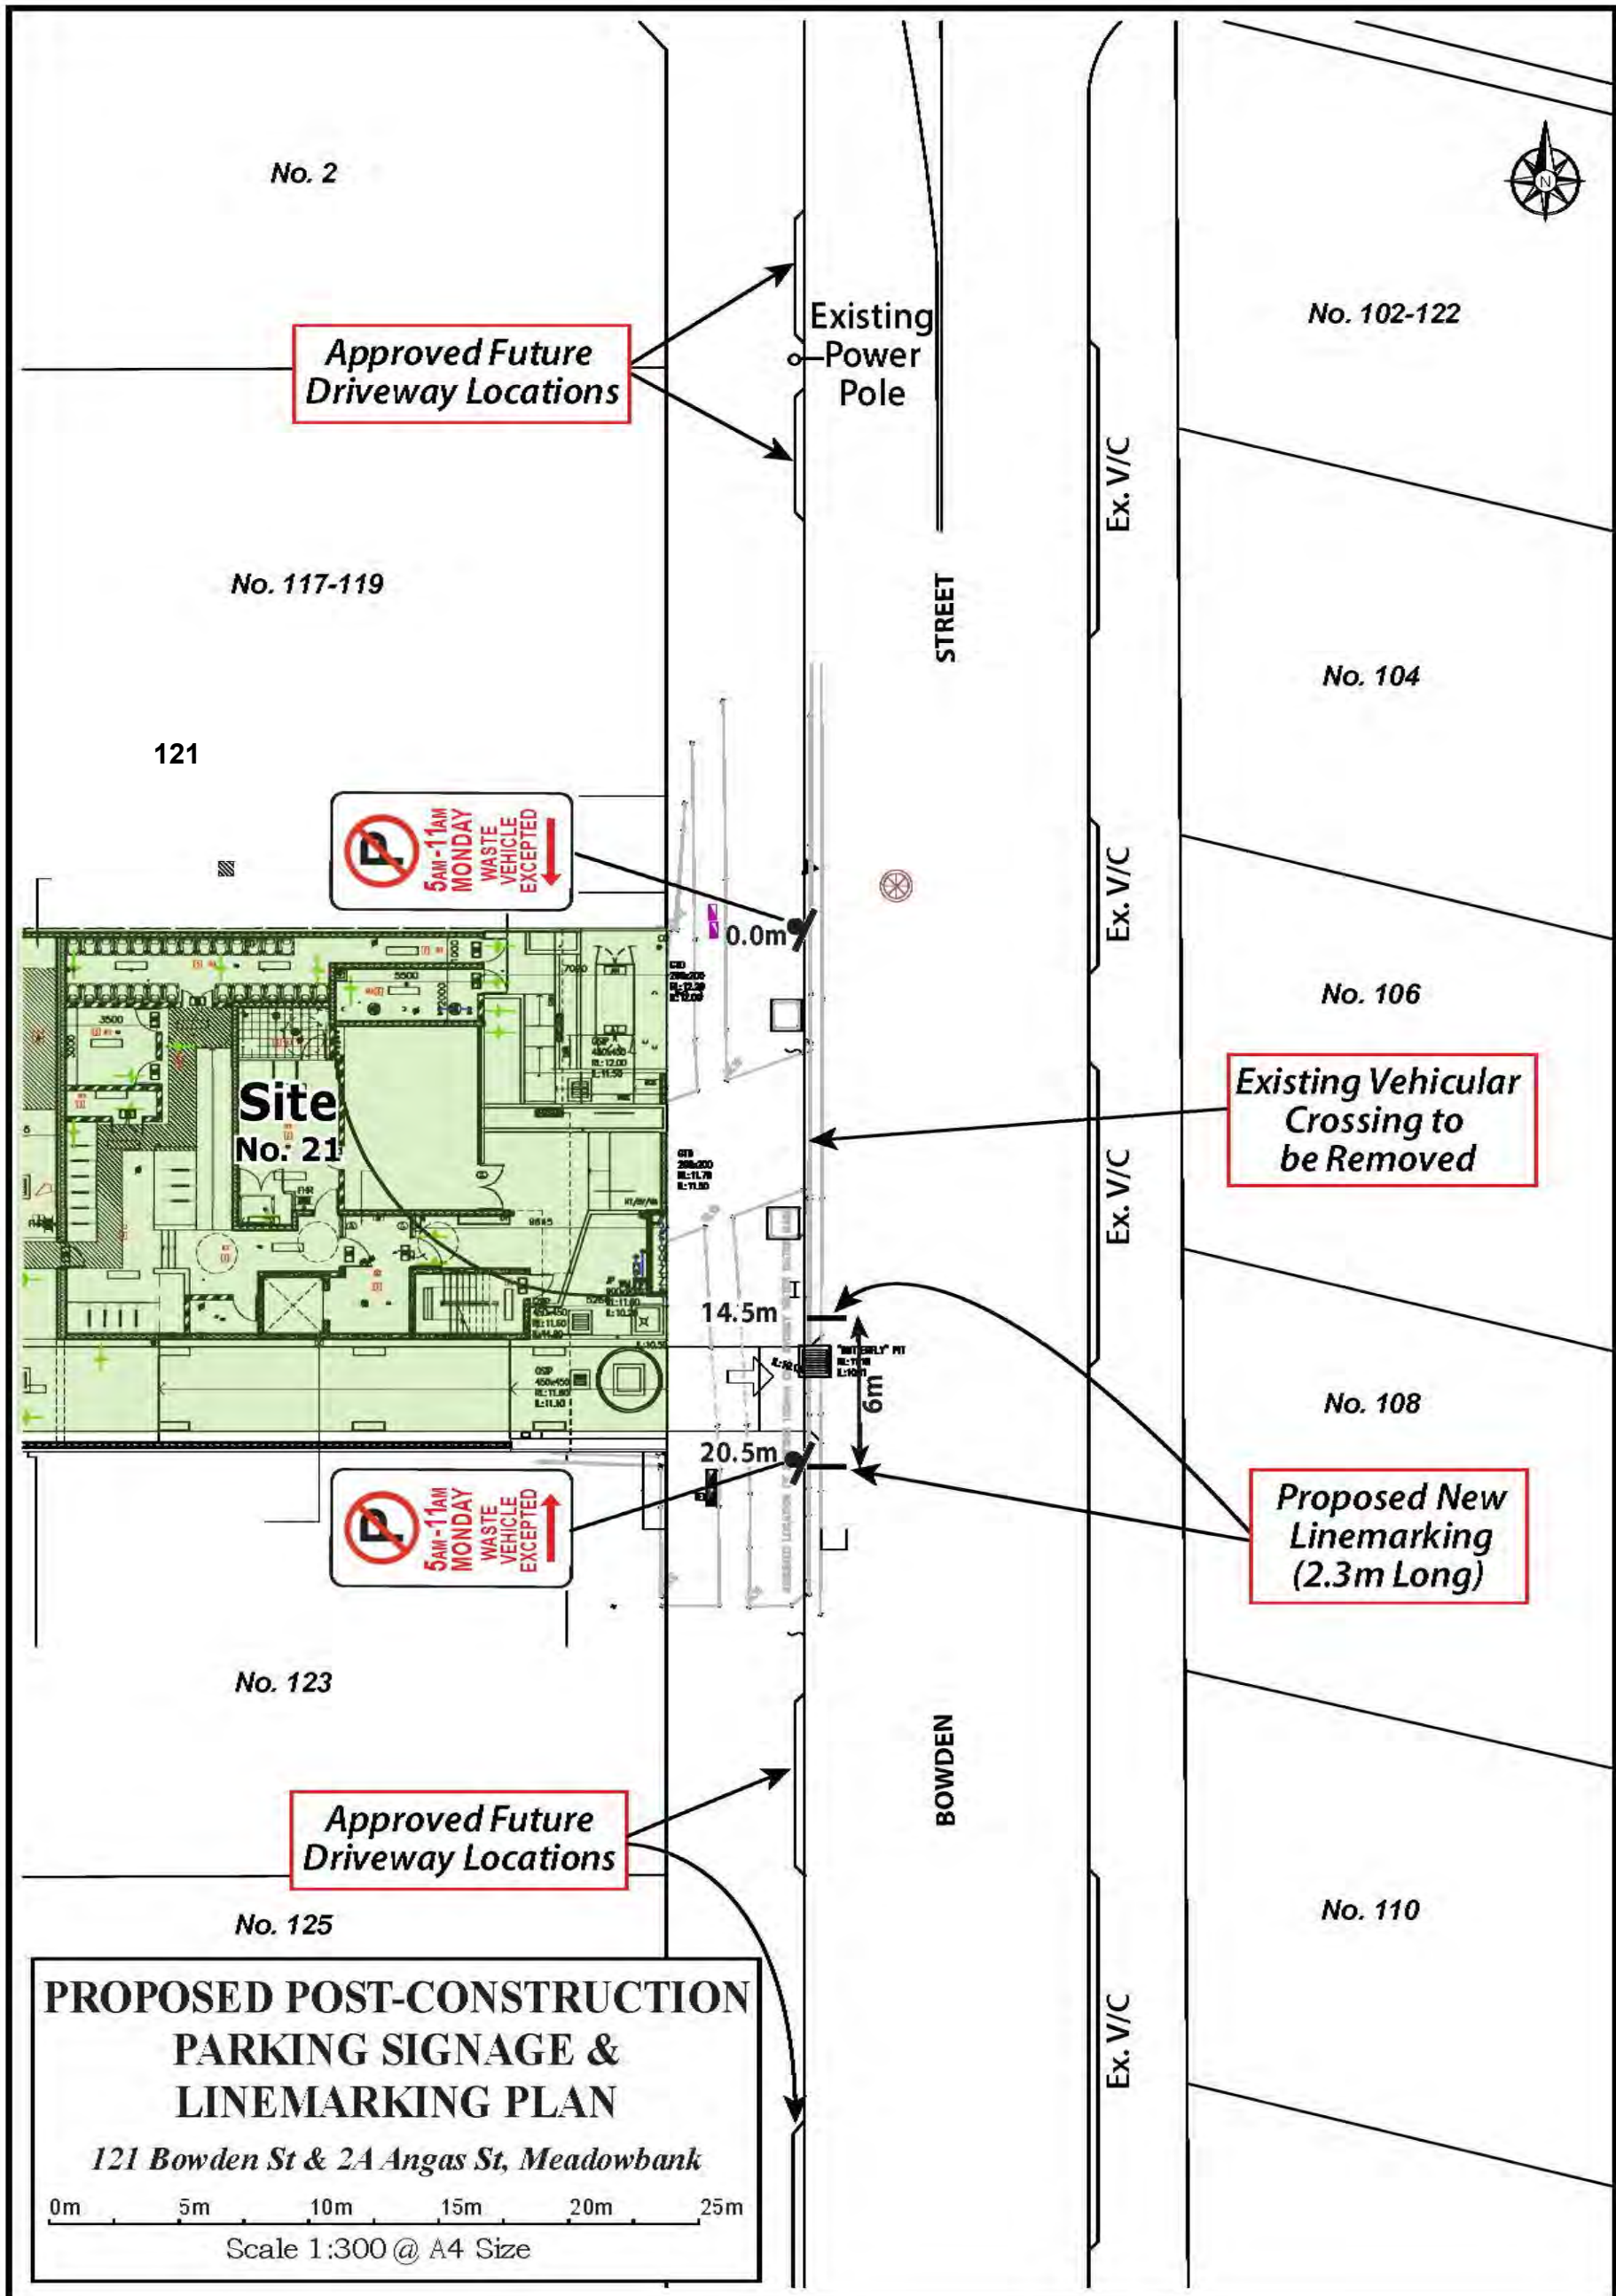 No. 2
N
No. 102-122
Existing
Power
Pole
Approved Future
Driveway Locations
Ex. V/C
No. 117-119
STREET
No. 104
121
P
5AM-11AM
MONDAY
WASTE
VEHICLE
EXCEPTED
Ex. V/C
0.0m
No. 106
5500
3500
Site
No. 21
Existing Vehicular
Crossing to
be Removed
Ex. V/C
14.5m
6m
No. 108
20.5m
P
5AM-11AM
MONDAY
WASTE
VEHICLE
EXCEPTED
Proposed New
Linemarking
(2.3m Long)
No. 123
BOWDEN
Approved Future
Driveway Locations
No. 125
No. 110
Ex. V/C
PROPOSED POST-CONSTRUCTION
PARKING SIGNAGE &
LINEMARKING PLAN
121 Bowden St & 2A Angas St, Meadowbank
0m 5m 10m 15m 20m 25m
Scale 1:300 @ A4 Size